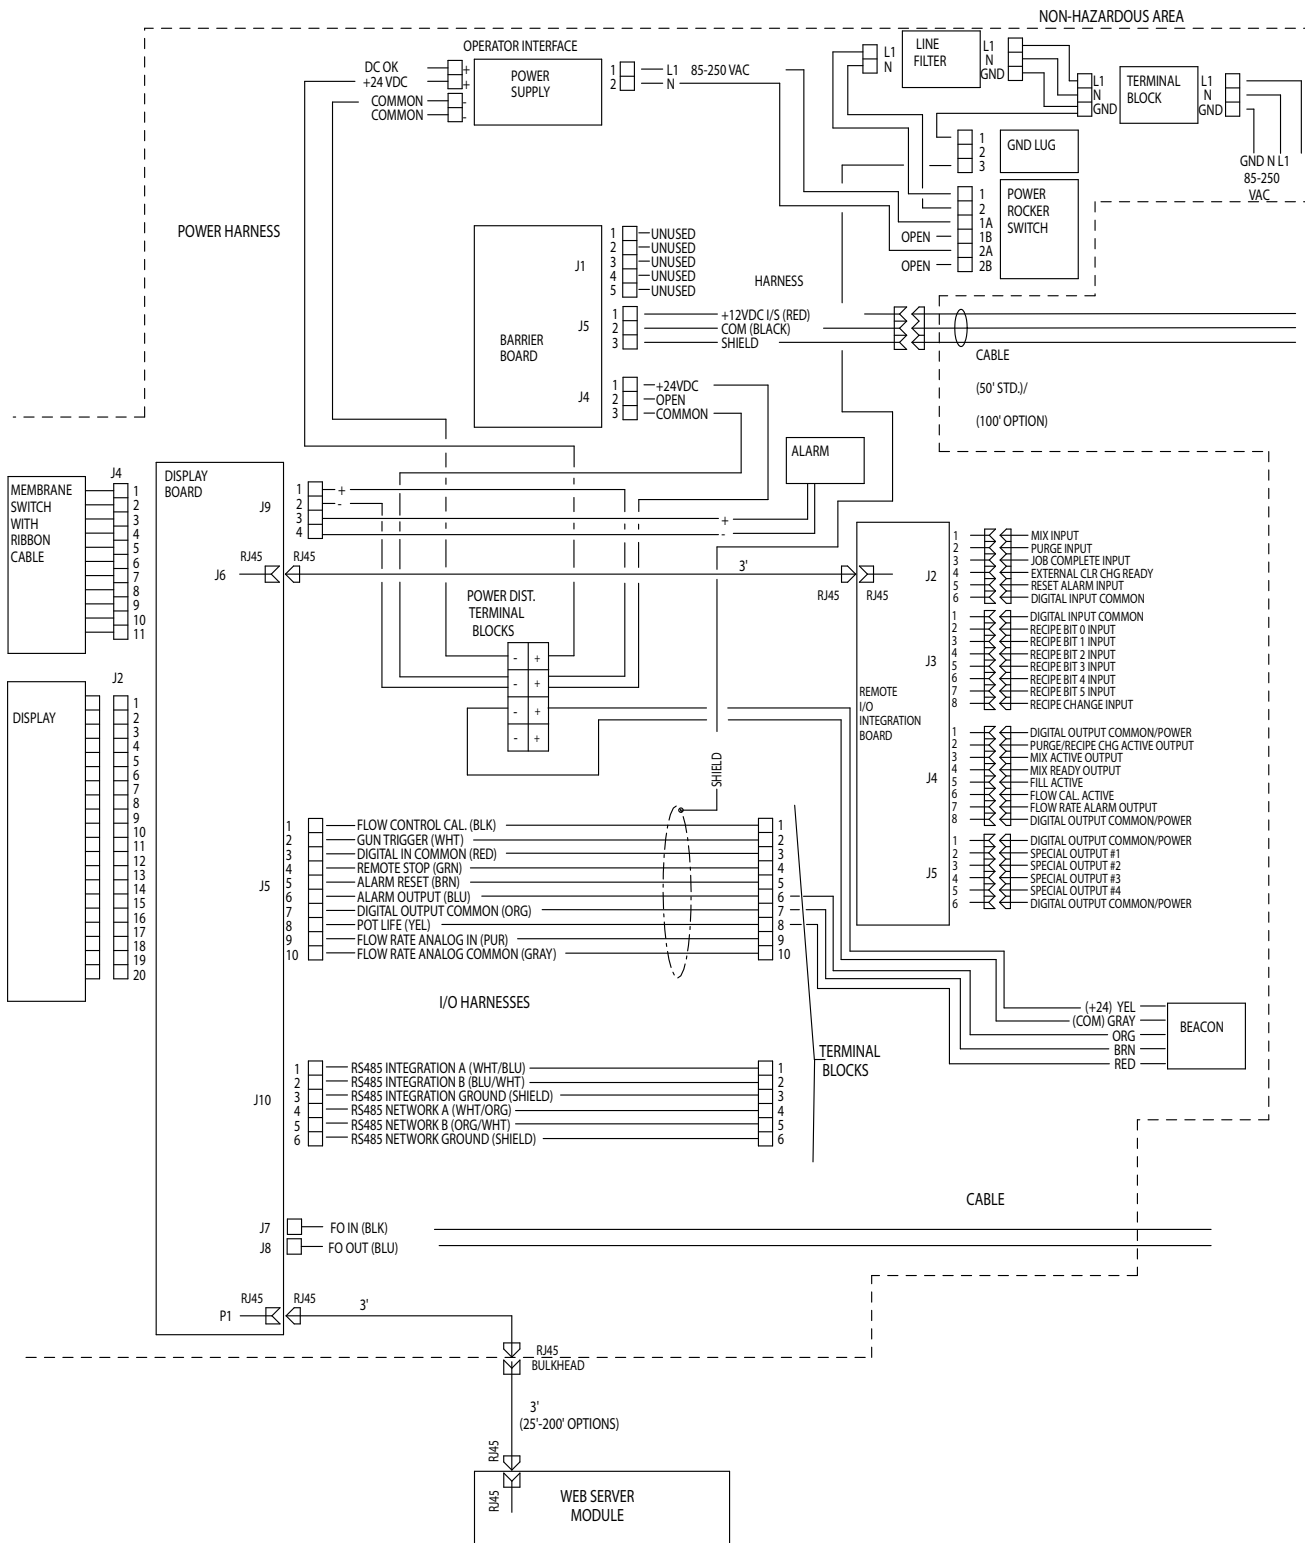 NON-HAZARDOUS AREA
OPERATOR INTERFACE
DC OK
+24 VDC
COMMON
COMMON
+
+
-
-
POWER
SUPPLY
1
2
L1 85-250 VAC
N
L1
N
LINE
FILTER
L1
N
GND
L1
N
GND
TERMINAL
BLOCK
L1
N
GND
GND N L1
85-250
VAC
1
2
3
GND LUG
1
2
1A
1B
2A
2B
OPEN
OPEN
POWER
ROCKER
SWITCH
POWER HARNESS
BARRIER
BOARD
J1
1 UNUSED
2 UNUSED
3 UNUSED
4 UNUSED
5 UNUSED
HARNESS
J5
1 +12VDC I/S (RED)
2 COM (BLACK)
3 SHIELD
J4
1 +24VDC
2 OPEN
3 COMMON
CABLE
(50' STD.)/
(100' OPTION)
ALARM
MEMBRANE
SWITCH
WITH
RIBBON
CABLE
J4
1
2
3
4
5
6
7
8
9
10
11
DISPLAY
BOARD
J9
1 +
2 -
3 +
4 -
J6
RJ45 RJ45
3'
RJ45 RJ45
POWER DIST.
TERMINAL
BLOCKS
- +
- +
- +
- +
DISPLAY
J2
1
2
3
4
5
6
7
8
9
10
11
12
13
14
15
16
17
18
19
20
REMOTE
I/O
INTEGRATION
BOARD
J2
1 MIX INPUT
2 PURGE INPUT
3 JOB COMPLETE INPUT
4 EXTERNAL CLR CHG READY
5 RESET ALARM INPUT
6 DIGITAL INPUT COMMON
J3
1 DIGITAL INPUT COMMON
2 RECIPE BIT 0 INPUT
3 RECIPE BIT 1 INPUT
4 RECIPE BIT 2 INPUT
5 RECIPE BIT 3 INPUT
6 RECIPE BIT 4 INPUT
7 RECIPE BIT 5 INPUT
8 RECIPE CHANGE INPUT
J4
1 DIGITAL OUTPUT COMMON/POWER
2 PURGE/RECIPE CHG ACTIVE OUTPUT
3 MIX ACTIVE OUTPUT
4 MIX READY OUTPUT
5 FILL ACTIVE
6 FLOW CAL. ACTIVE
7 FLOW RATE ALARM OUTPUT
8 DIGITAL OUTPUT COMMON/POWER
J5
1 DIGITAL OUTPUT COMMON/POWER
2 SPECIAL OUTPUT #1
3 SPECIAL OUTPUT #2
4 SPECIAL OUTPUT #3
5 SPECIAL OUTPUT #4
6 DIGITAL OUTPUT COMMON/POWER
SHIELD
J5
1 FLOW CONTROL CAL. (BLK) 1
2 GUN TRIGGER (WHT) 2
3 DIGITAL IN COMMON (RED) 3
4 REMOTE STOP (GRN) 4
5 ALARM RESET (BRN) 5
6 ALARM OUTPUT (BLU) 6
7 DIGITAL OUTPUT COMMON (ORG) 7
8 POT LIFE (YEL) 8
9 FLOW RATE ANALOG IN (PUR) 9
10 FLOW RATE ANALOG COMMON (GRAY) 10
I/O HARNESSES
(+24) YEL
(COM) GRAY
ORG
BRN
RED
BEACON
TERMINAL
BLOCKS
J10
1 RS485 INTEGRATION A (WHT/BLU) 1
2 RS485 INTEGRATION B (BLU/WHT) 2
3 RS485 INTEGRATION GROUND (SHIELD) 3
4 RS485 NETWORK A (WHT/ORG) 4
5 RS485 NETWORK B (ORG/WHT) 5
6 RS485 NETWORK GROUND (SHIELD) 6
CABLE
J7 FO IN (BLK)
J8 FO OUT (BLU)
P1
RJ45 RJ45
3'
RJ45
BULKHEAD
3'
(25'-200' OPTIONS)
RJ45
RJ45
WEB SERVER
MODULE